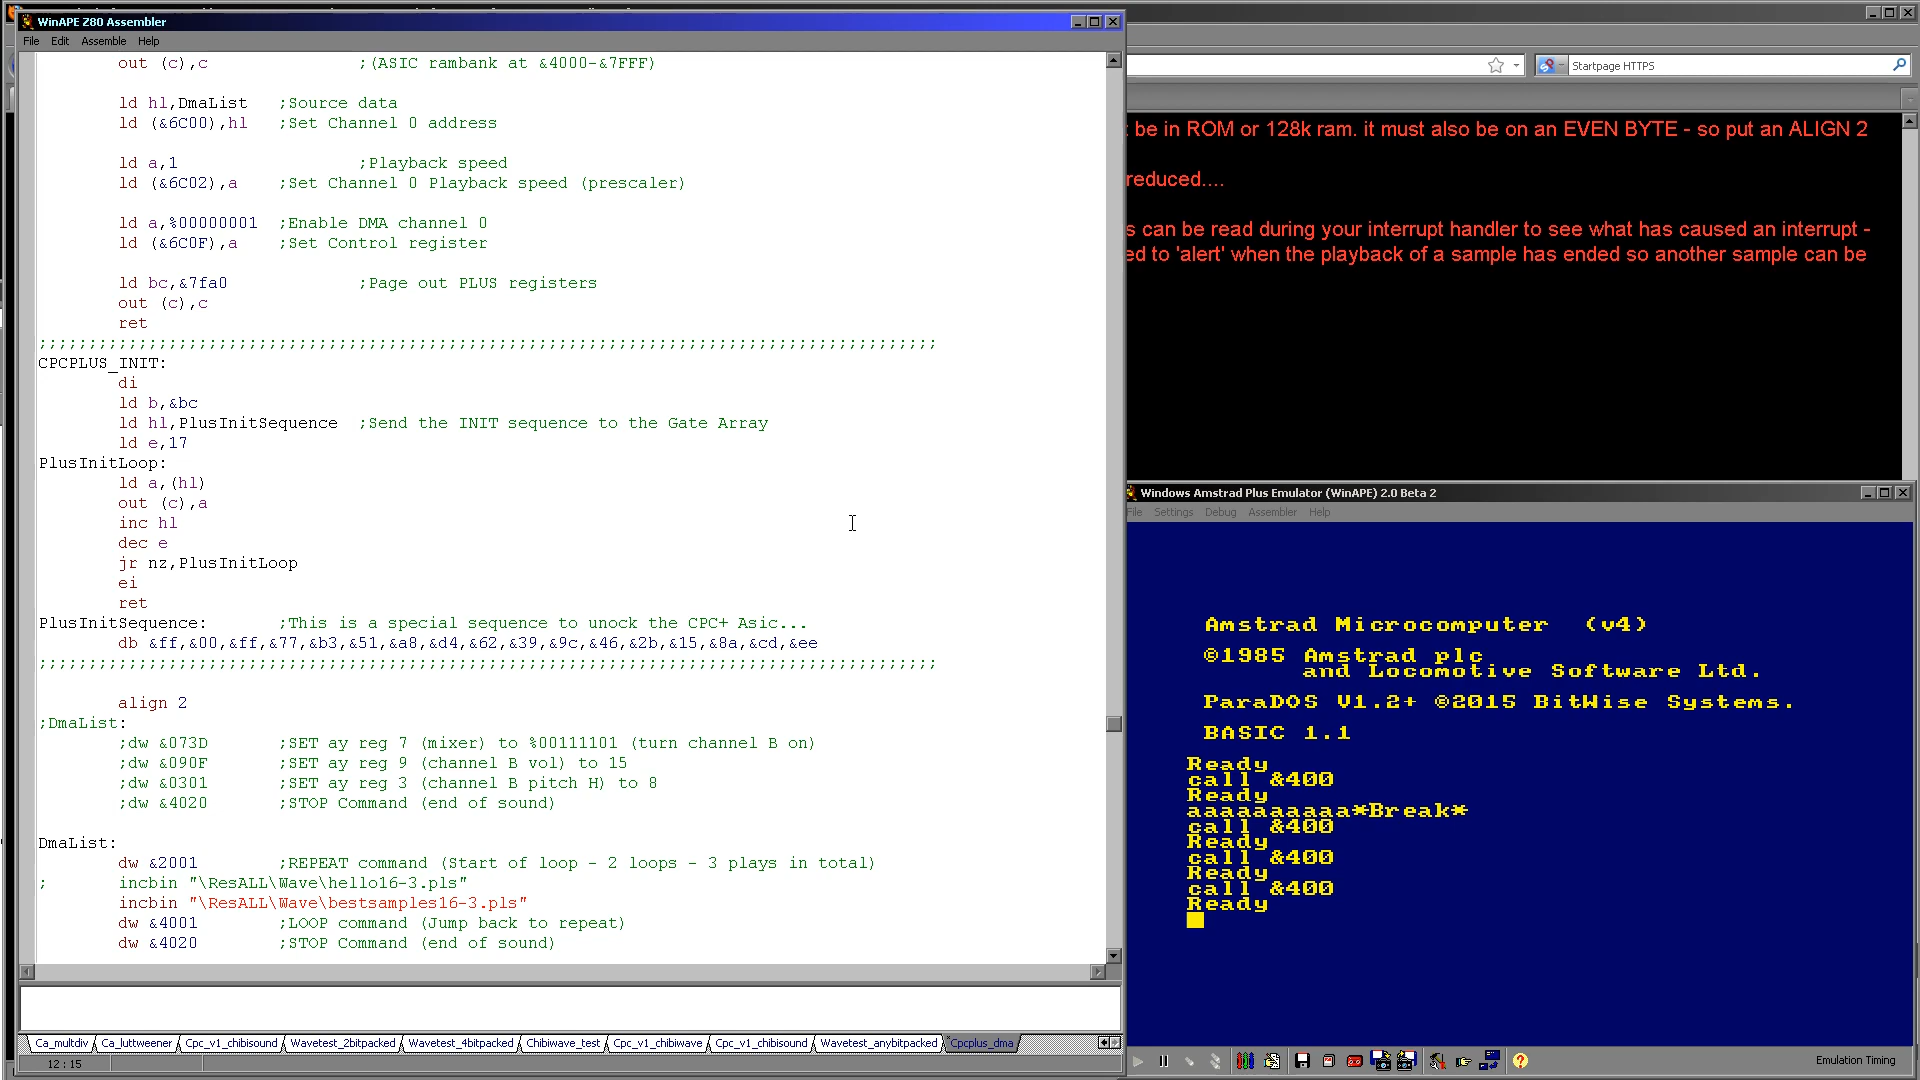 WinAPE Z80 Assembler
File Edit Assemble Help
out (c),c ;(ASIC rambank at &4000-&7FFF)
ld hl,DmaList ;Source data
ld (&6C00),hl ;Set Channel 0 address
ld a,1 ;Playback speed
ld (&6C02),a ;Set Channel 0 Playback speed (prescaler)
ld a,%00000001 ;Enable DMA channel 0
ld (&6C0F),a ;Set Control register
ld bc,&7fa0 ;Page out PLUS registers
out (c),c
ret
;;;;;;;;;;;;;;;;;;;;;;;;;;;;;;;;;;;;;;;;;;;;;;;;;;;;;;;;;;;;;;;;;;;;;;;;;;;;;;;;;;;;;;;;;;
CPCPLUS_INIT:
di
ld b,&bc
ld hl,PlusInitSequence ;Send the INIT sequence to the Gate Array
ld e,17
PlusInitLoop:
ld a,(hl)
out (c),a
inc hl
dec e
jr nz,PlusInitLoop
ei
ret
PlusInitSequence: ;This is a special sequence to unock the CPC+ Asic...
db &ff,&00,&ff,&77,&b3,&51,&a8,&d4,&62,&39,&9c,&46,&2b,&15,&8a,&cd,&ee
;;;;;;;;;;;;;;;;;;;;;;;;;;;;;;;;;;;;;;;;;;;;;;;;;;;;;;;;;;;;;;;;;;;;;;;;;;;;;;;;;;;;;;;;;;
align 2
;DmaList:
;dw &073D ;SET ay reg 7 (mixer) to %00111101 (turn channel B on)
;dw &090F ;SET ay reg 9 (channel B vol) to 15
;dw &0301 ;SET ay reg 3 (channel B pitch H) to 8
;dw &4020 ;STOP Command (end of sound)
DmaList:
dw &2001 ;REPEAT command (Start of loop - 2 loops - 3 plays in total)
; incbin "\ResALL\Wave\hello16-3.pls"
incbin "\ResALL\Wave\bestsamples16-3.pls"
dw &4001 ;LOOP command (Jump back to repeat)
dw &4020 ;STOP Command (end of sound)
Ca_multdiv Ca_luttweener Cpc_v1_chibisound Wavetest_2bitpacked Wavetest_4bitpacked Chibiwave_test Cpc_v1_chibiwave Cpc_v1_chibisound Wavetest_anybitpacked *Cpcplus_dma
12:15
Startpage HTTPS
be in ROM or 128k ram. it must also be on an EVEN BYTE - so put an ALIGN 2
reduced....
s can be read during your interrupt handler to see what has caused an interrupt -
ed to 'alert' when the playback of a sample has ended so another sample can be
Windows Amstrad Plus Emulator (WinAPE) 2.0 Beta 2
File Settings Debug Assembler Help
Amstrad Microcomputer (v4)
©1985 Amstrad plc
and Locomotive Software Ltd.
ParaDOS V1.2+ ©2015 BitWise Systems.
BASIC 1.1
Ready
call &400
Ready
aaaaaaaaaa*Break*
call &400
Ready
call &400
Ready
call &400
Ready
Emulation Timing